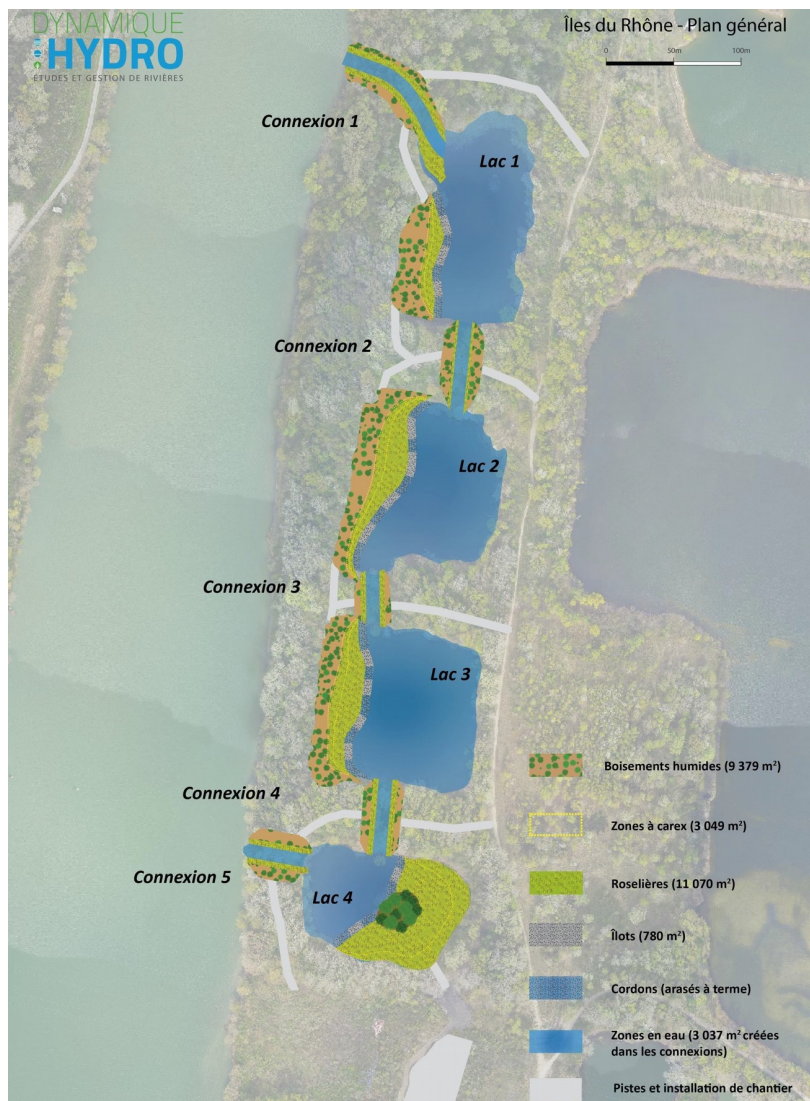 DYNAMIQUE
HYDRO
ÉTUDES ET GESTION DE RIVIÈRES
Îles du Rhône - Plan général
0 50m 100m
Connexion 1
Lac 1
Connexion 2
Lac 2
Connexion 3
Lac 3
Connexion 4
Connexion 5
Lac 4
Boisements humides (9 379 m²)
Zones à carex (3 049 m²)
Roselières (11 070 m²)
Îlots (780 m²)
Cordons (arasés à terme)
Zones en eau (3 037 m² créées
dans les connexions)
Pistes et installation de chantier